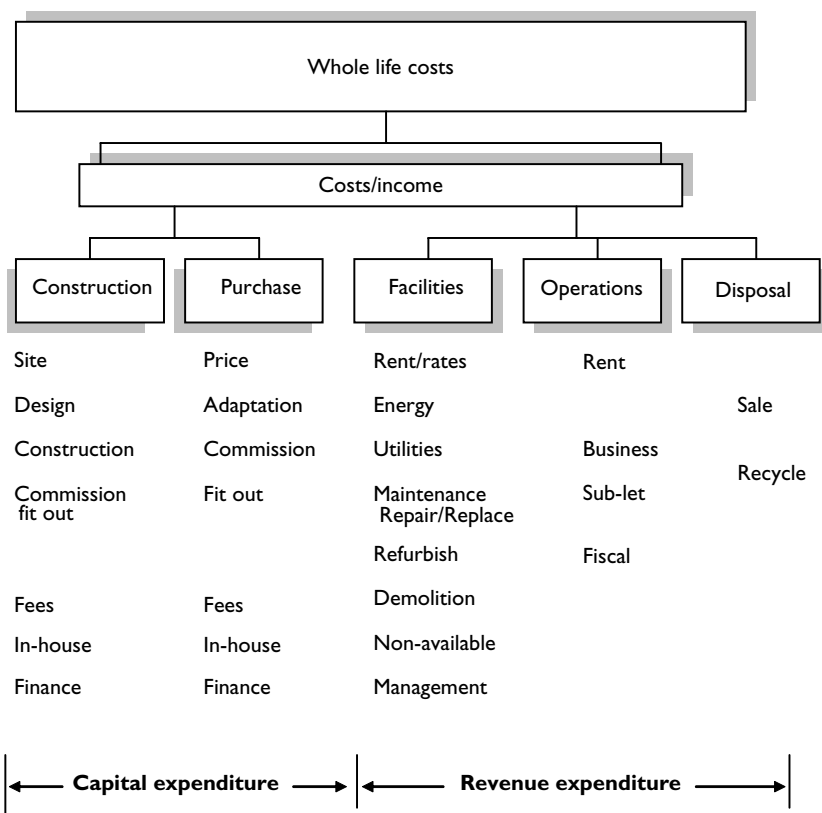 Whole life costs
Costs/income
Construction
Purchase
Facilities
Operations
Disposal
Site
Price
Rent/rates
Rent
Design
Adaptation
Energy
Sale
Construction
Commission
Utilities
Business
Recycle
Commission
fit out
Fit out
Maintenance
Repair/Replace
Sub-let
Refurbish
Fiscal
Fees
Fees
Demolition
In-house
In-house
Non-available
Finance
Finance
Management
Capital expenditure
Revenue expenditure